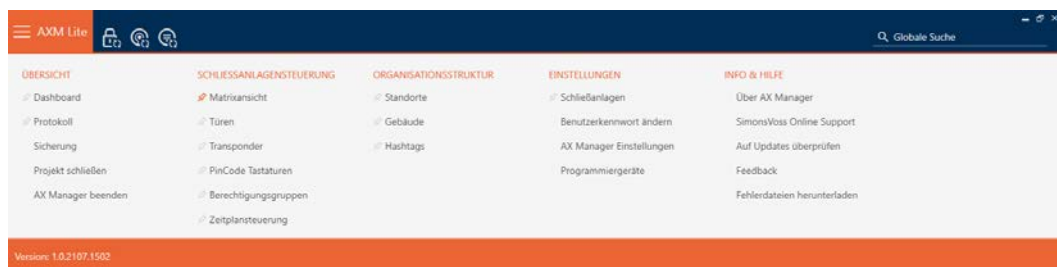 AXM Lite
Globale Suche
ÜBERSICHT
Dashboard
Protokoll
Sicherung
Projekt schließen
AX Manager beenden
SCHLIESSANLAGENSTEUERUNG
Matrixansicht
Türen
Transponder
PinCode Tastaturen
Berechtigungsgruppen
Zeitplansteuerung
ORGANISATIONSSTRUKTUR
Standorte
Gebäude
Hashtags
EINSTELLUNGEN
Schließanlagen
Benutzerkennwort ändern
AX Manager Einstellungen
Programmiergeräte
INFO & HILFE
Über AX Manager
SimonsVoss Online Support
Auf Updates überprüfen
Feedback
Fehlerdateien herunterladen
Version: 1.0.2107.1502